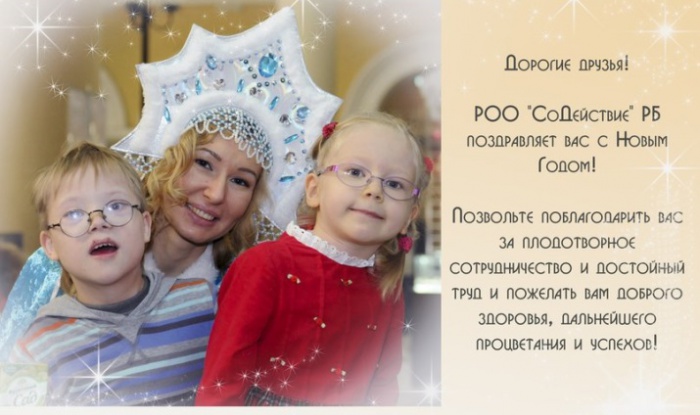 Дорогие друзья!
РОО "СоДействие" РБ
поздравляет вас с Новым
Годом!
Позвольте поблагодарить вас
за плодотворное
сотрудничество и достойный
труд и пожелать вам доброго
здоровья, дальнейшего
процветания и успехов!